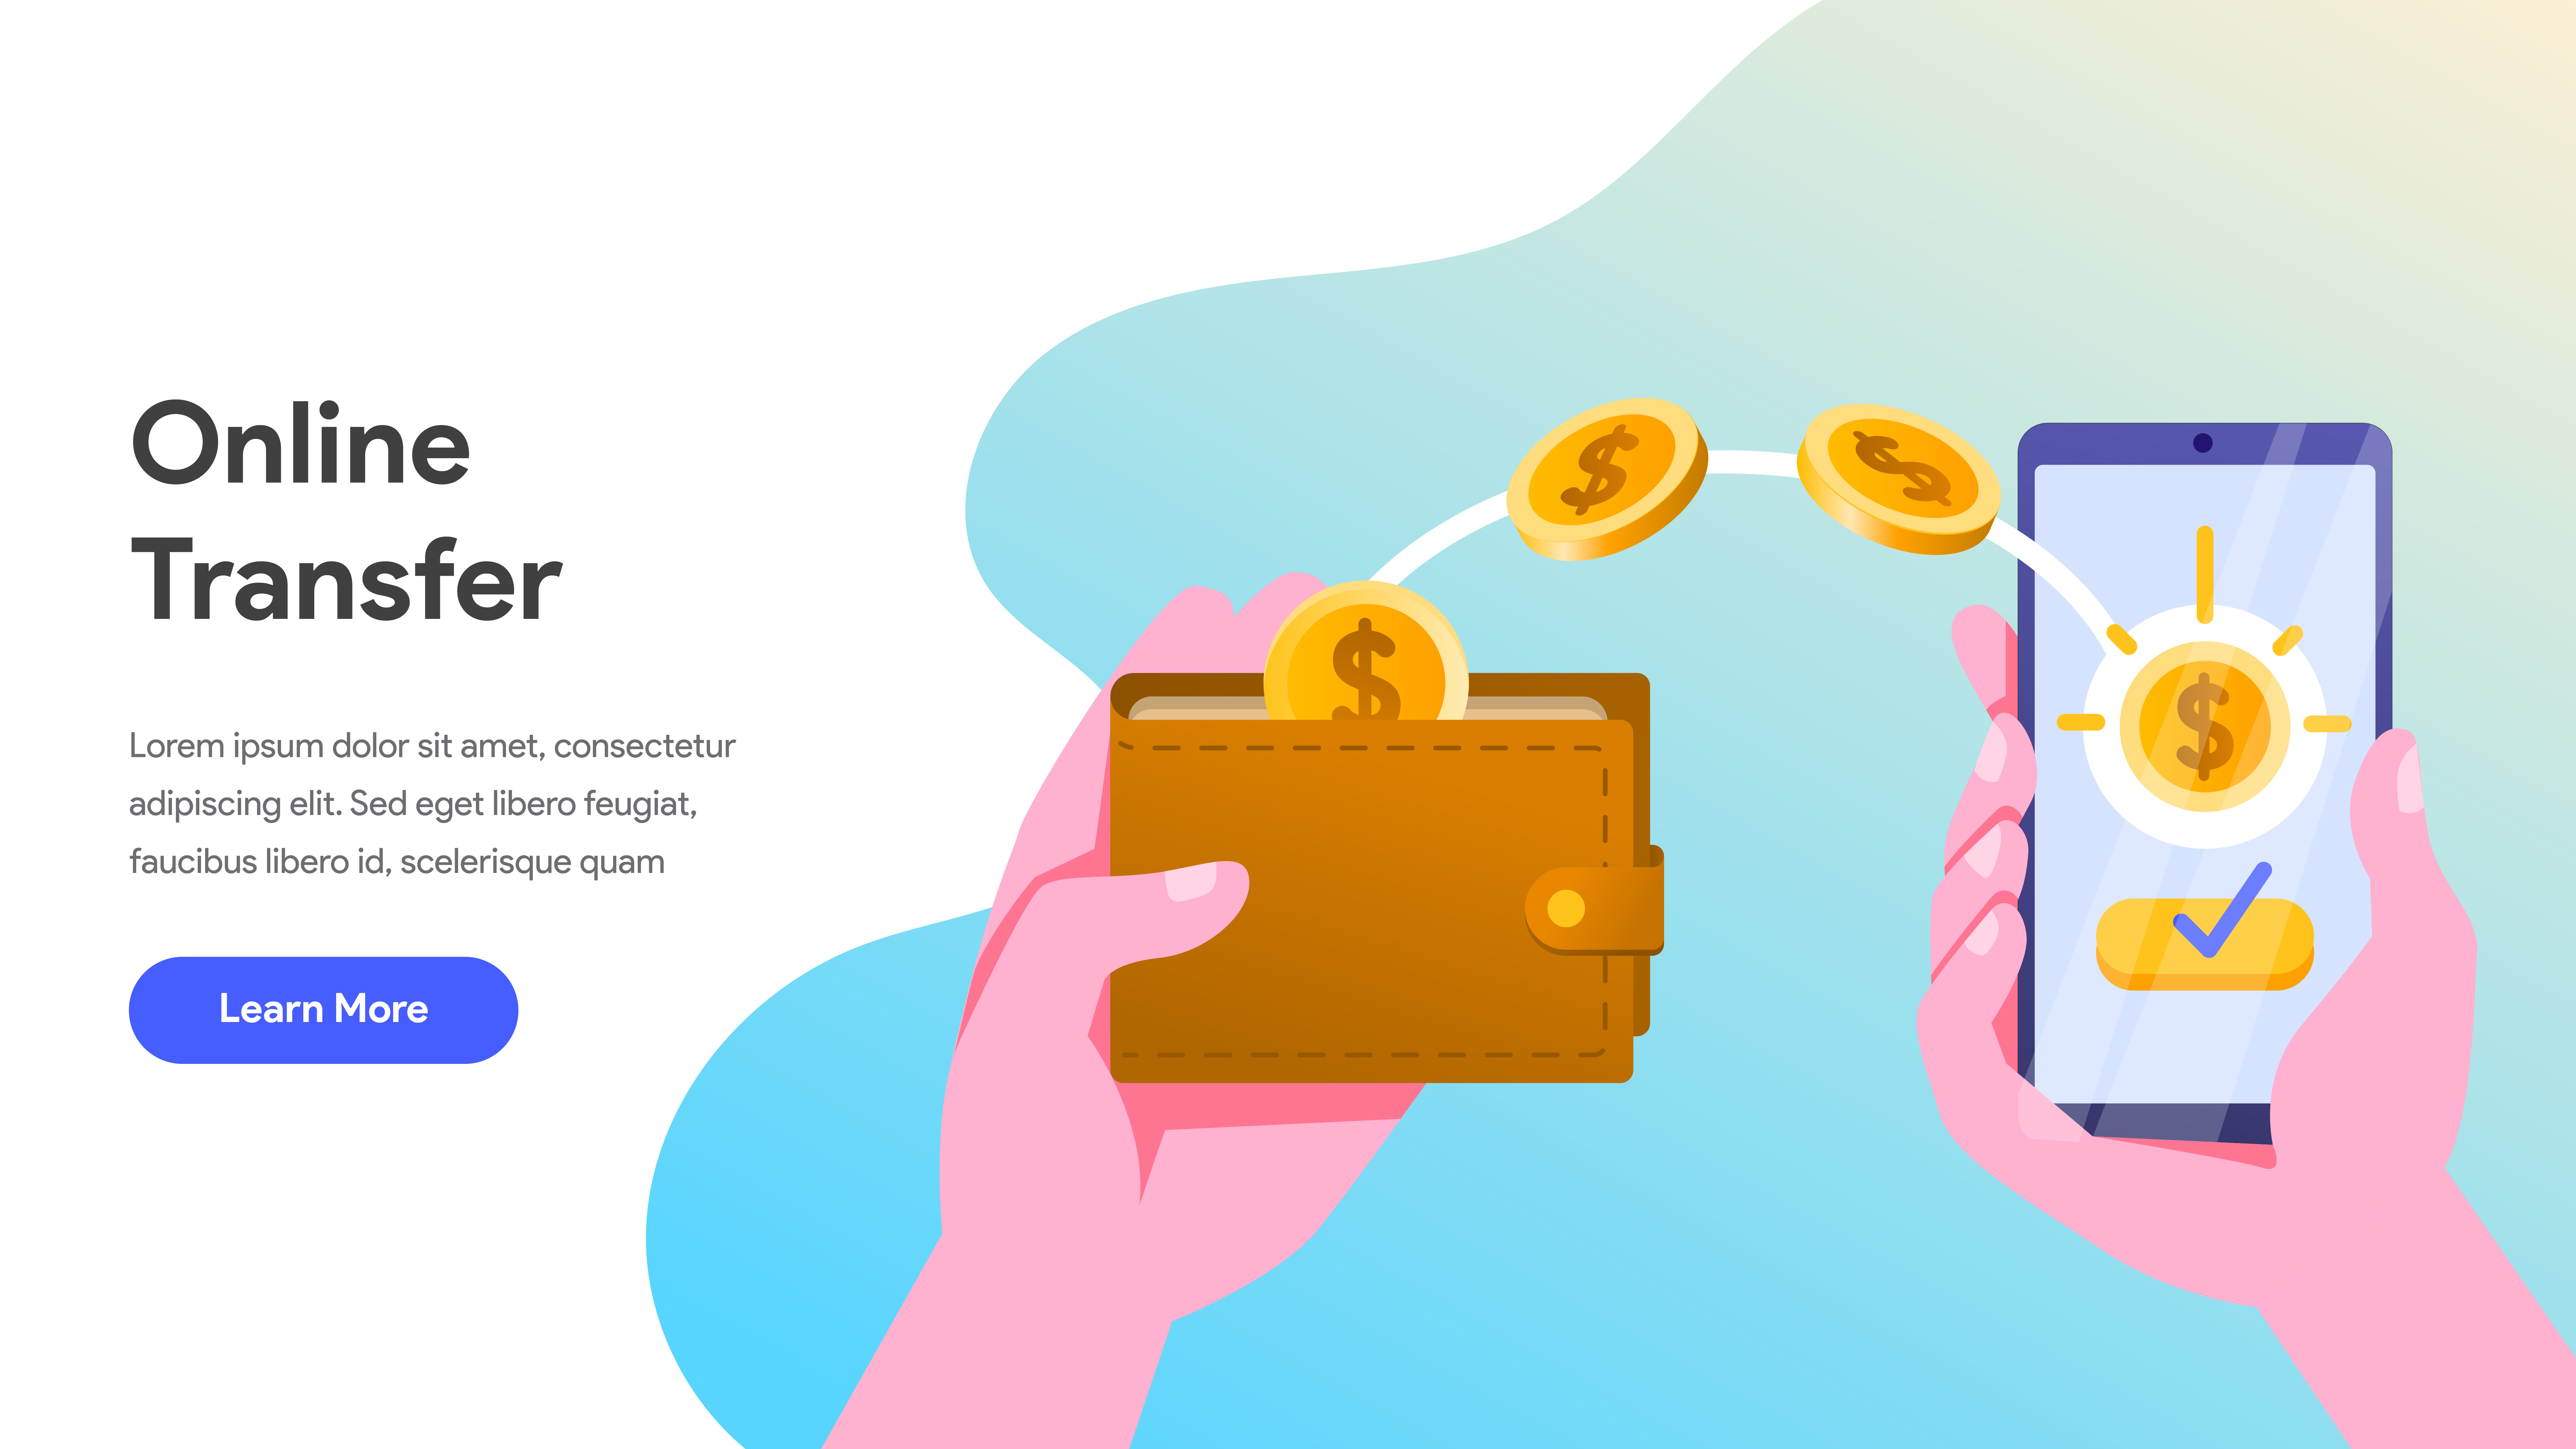 Online
Transfer
Lorem ipsum dolor sit amet, consectetur
adipiscing elit. Sed eget libero feugiat,
faucibus libero id, scelerisque quam
Learn More
$
$
$
$